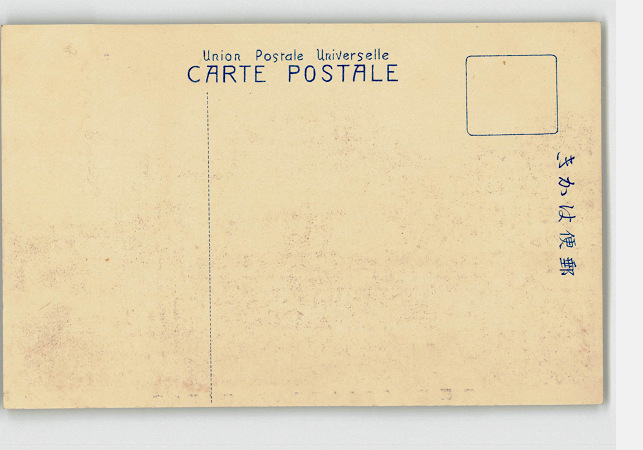 Union Postale Universelle
CARTE POSTALE
きかは便郵